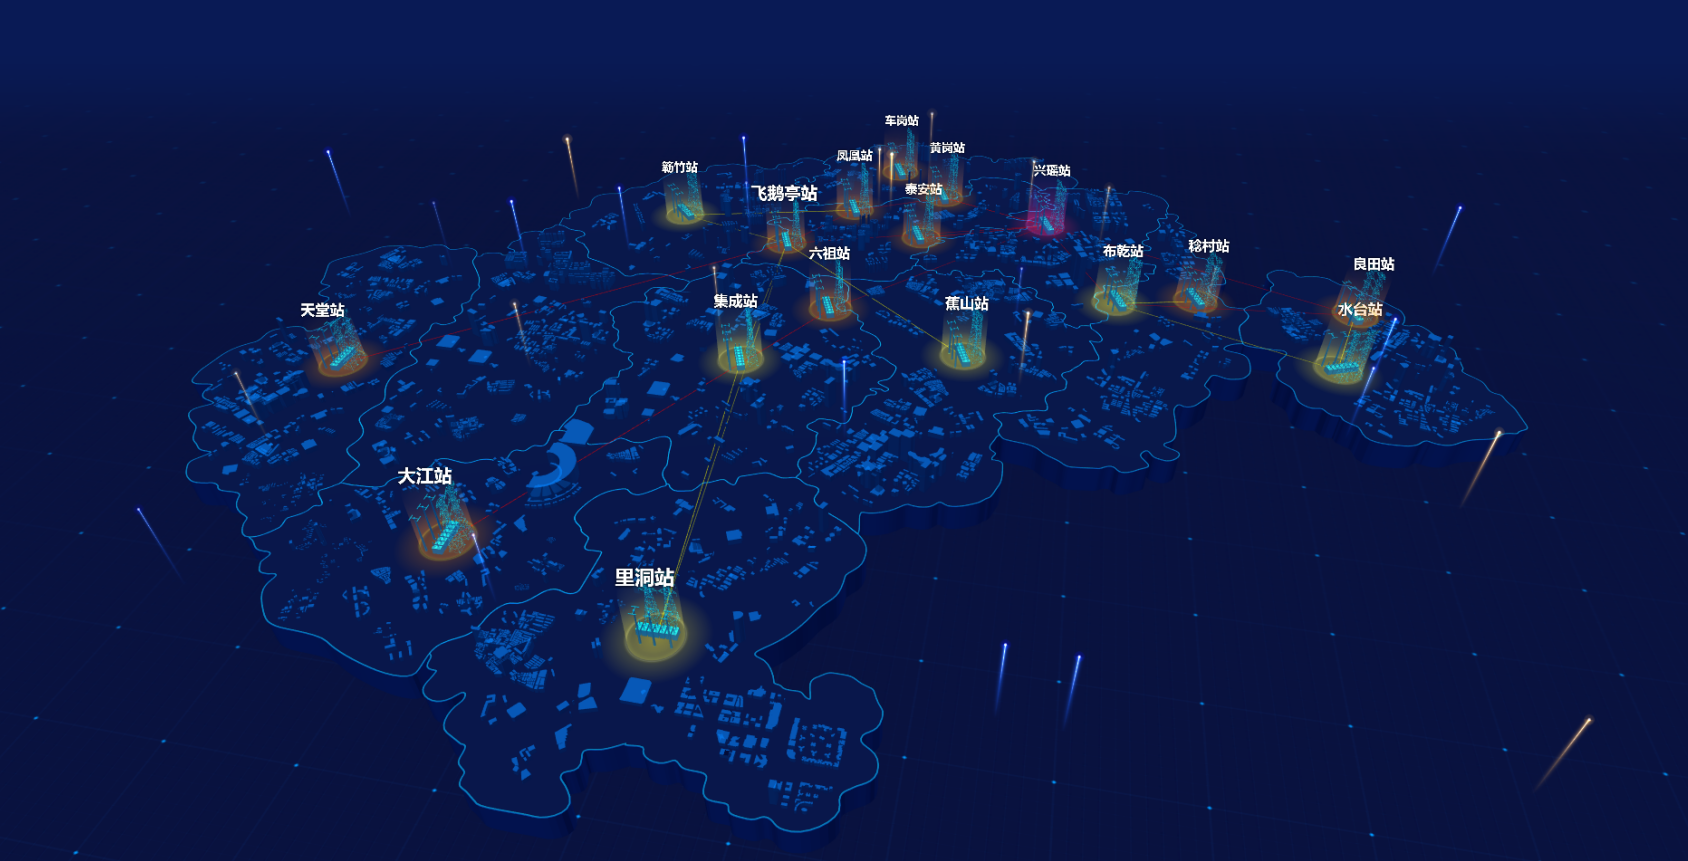 车岗站
黄岗站
凤凰站
簕竹站
兴瑶站
泰安站
飞鹅亭站
稔村站
布乾站
六祖站
良田站
集成站
蕉山站
水台站
天堂站
大江站
里洞站